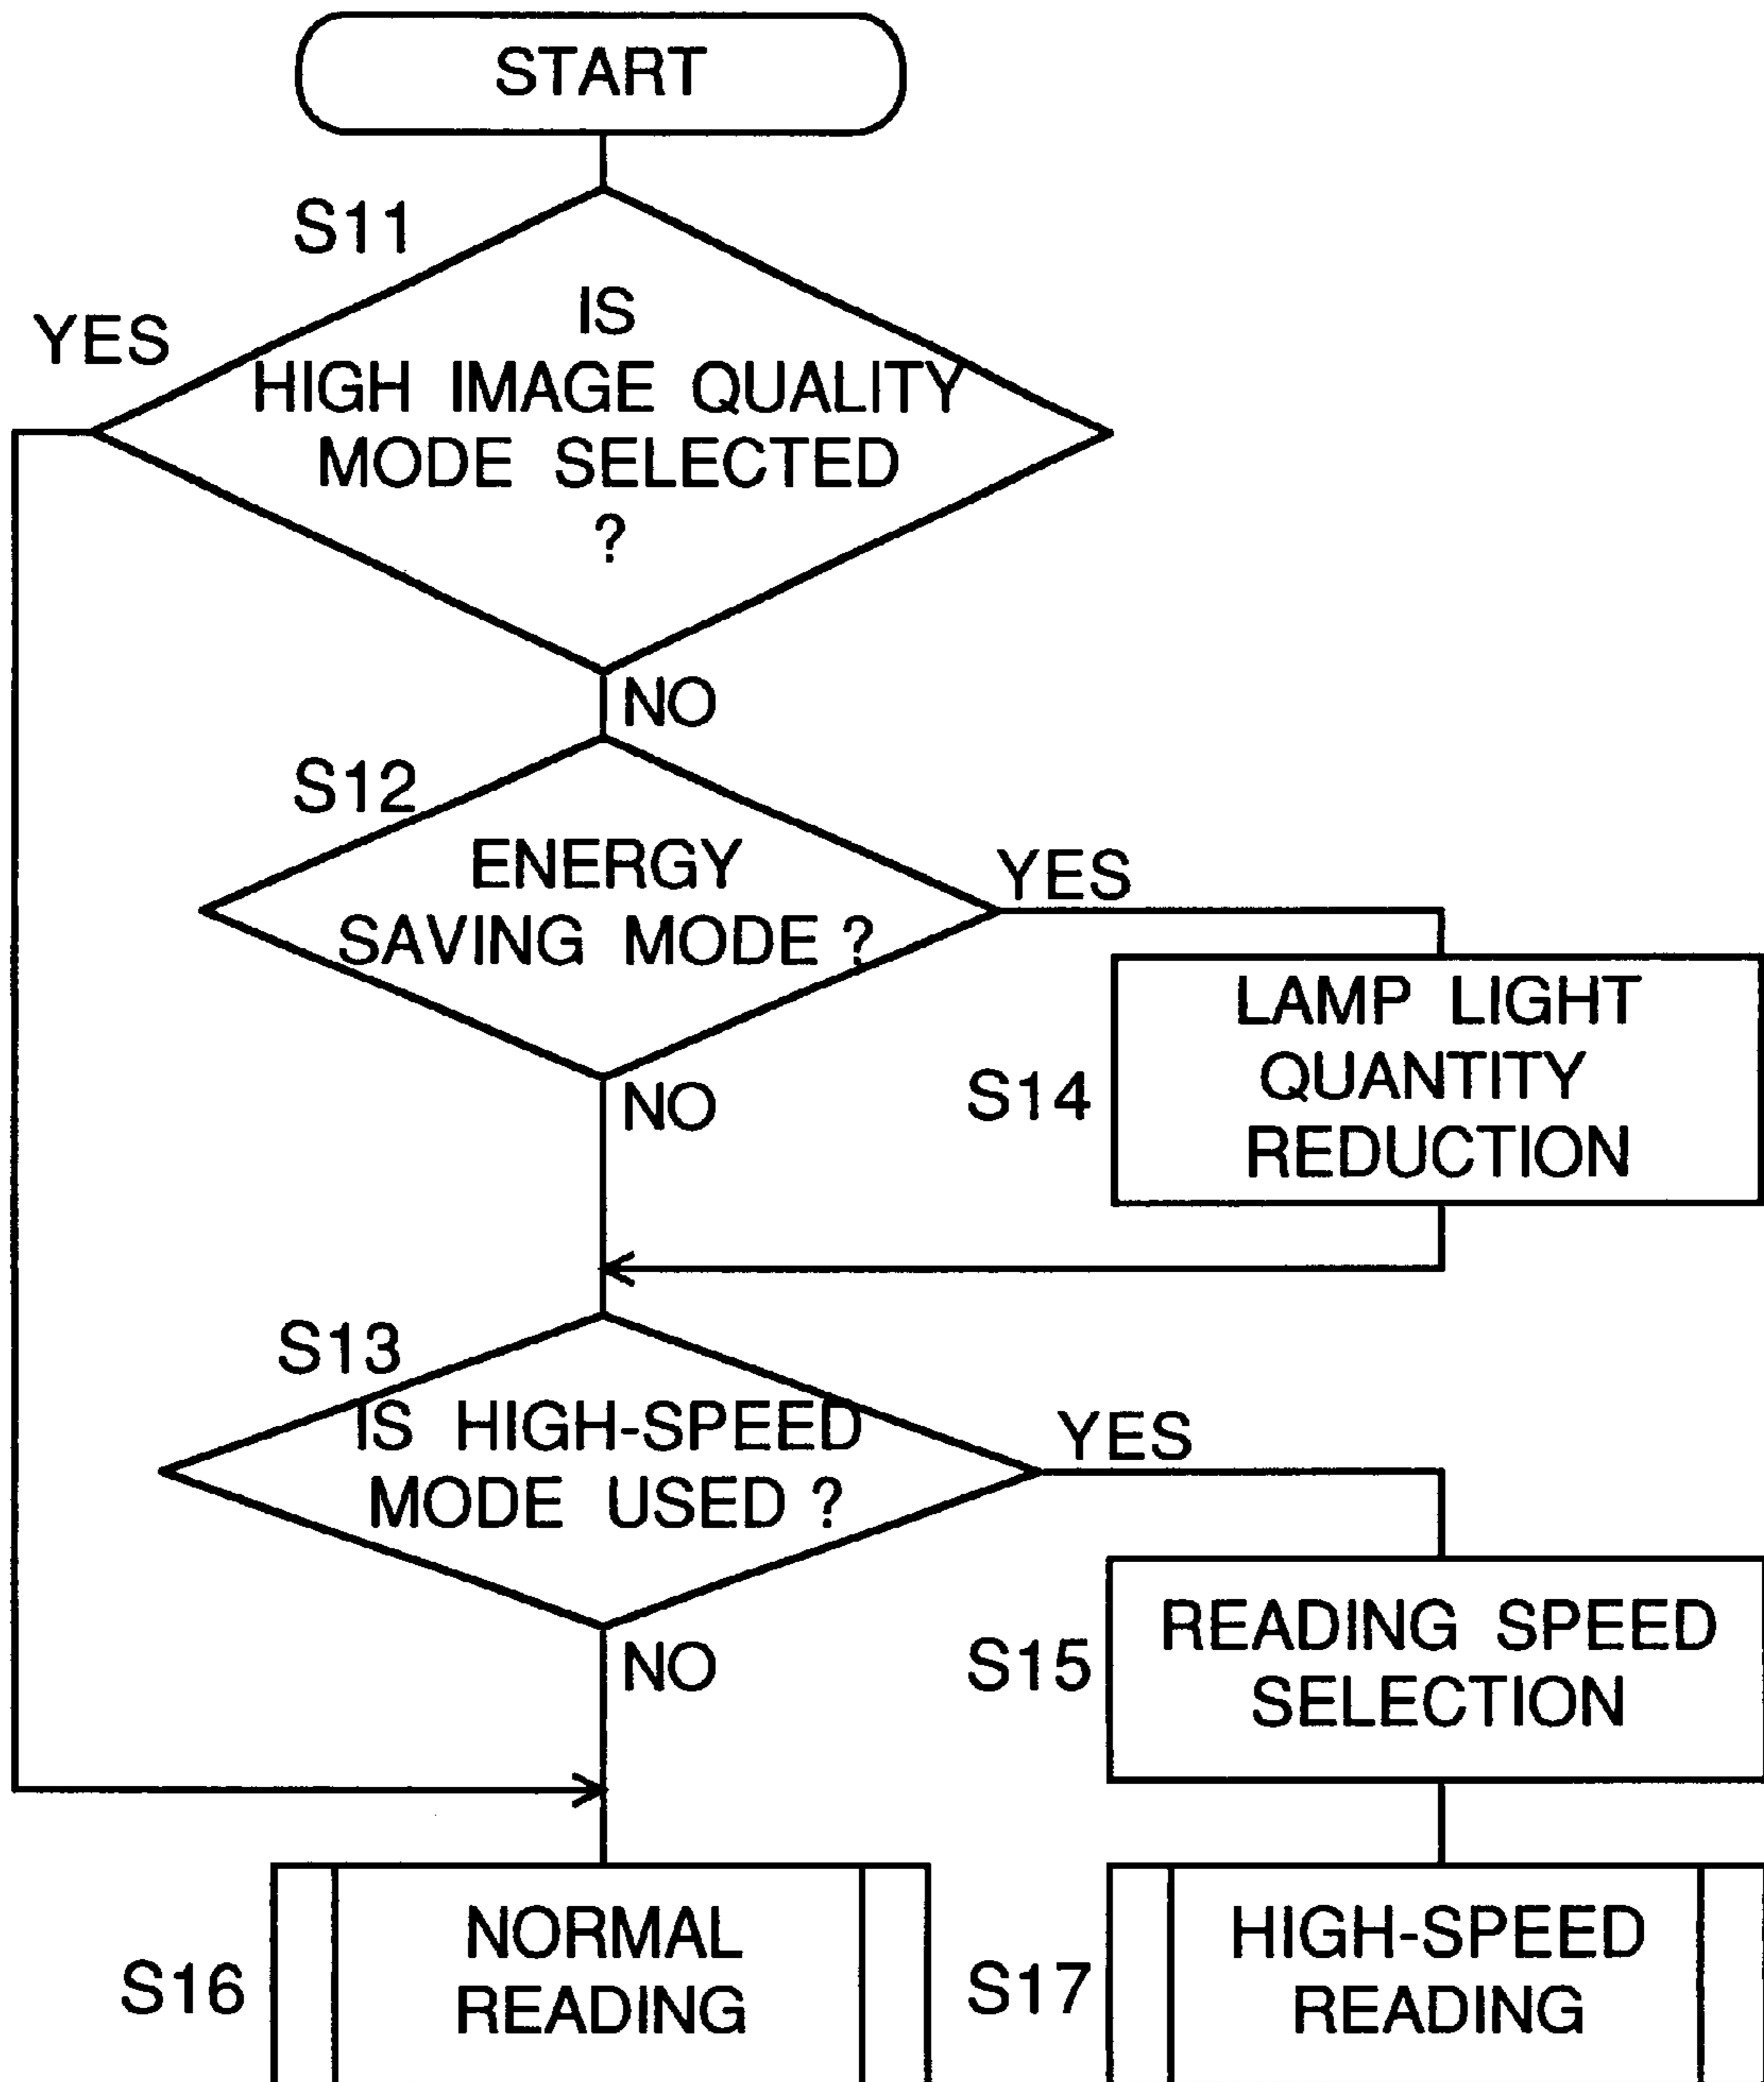 START
S11
IS
HIGH IMAGE QUALITY
MODE SELECTED
?
YES
NO
S12
ENERGY
SAVING MODE ?
YES
NO
S14
LAMP LIGHT
QUANTITY
REDUCTION
S13
IS HIGH-SPEED
MODE USED ?
YES
NO
S15
READING SPEED
SELECTION
S16
NORMAL
READING
S17
HIGH-SPEED
READING